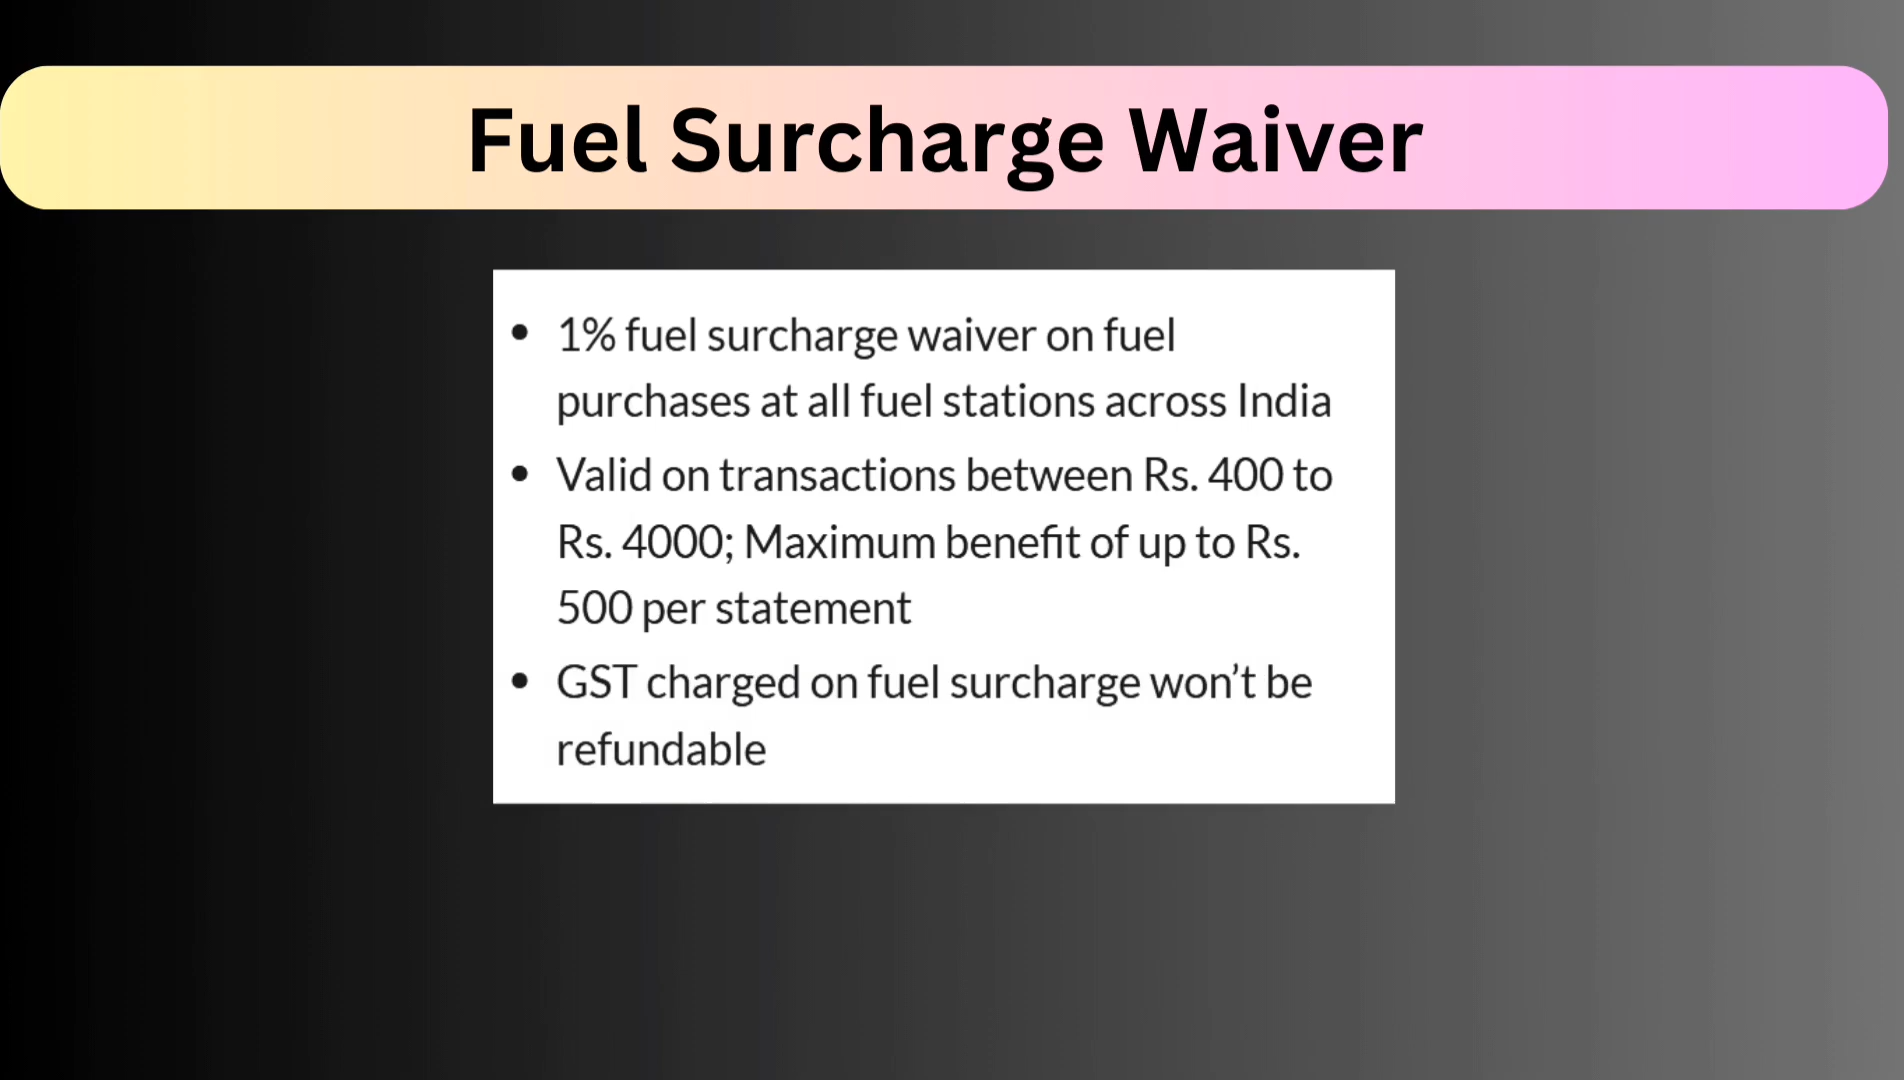 Fuel Surcharge Waiver
• 1% fuel surcharge waiver on fuel
purchases at all fuel stations across India
• Valid on transactions between Rs. 400 to
Rs. 4000; Maximum benefit of up to Rs.
500 per statement
• GST charged on fuel surcharge won’t be
refundable